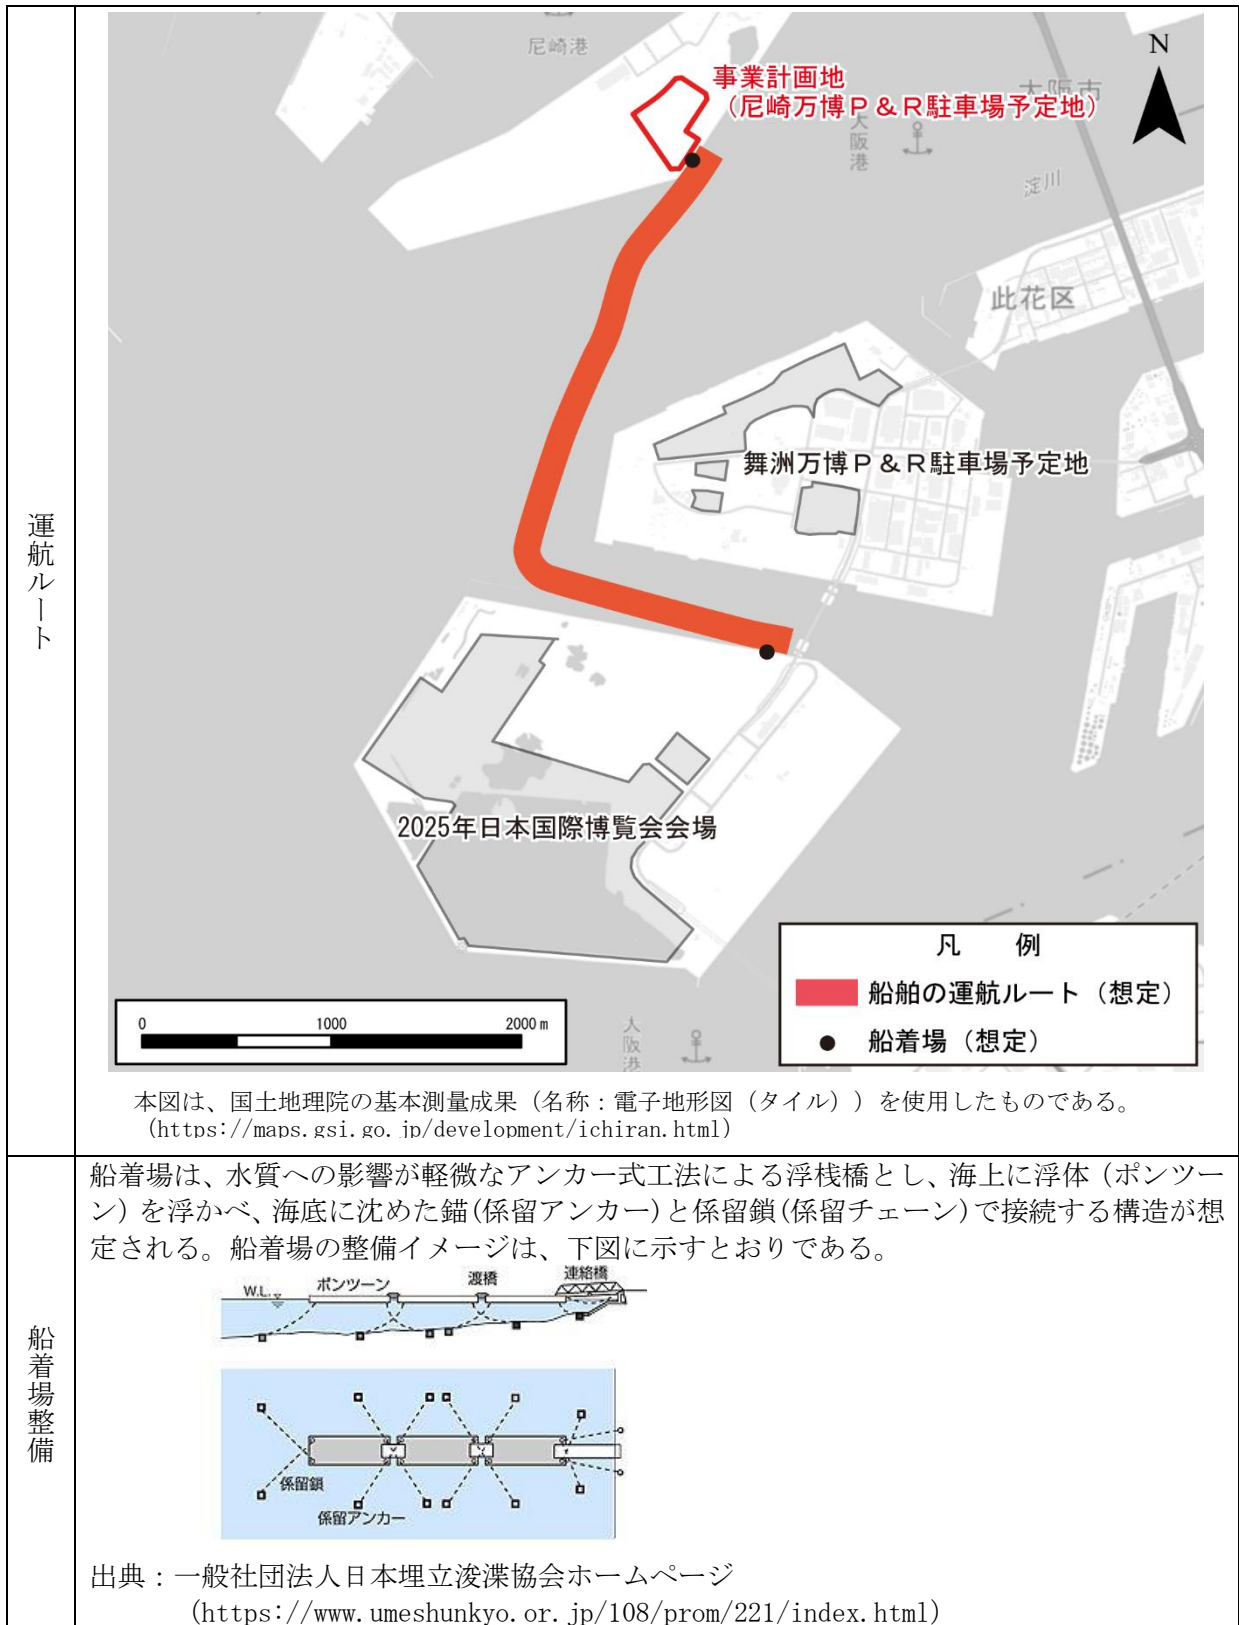 運航ルート
尼崎港
N
事業計画地
（尼崎万博Ｐ＆Ｒ駐車場予定地）
大阪市
大阪港
淀川
此花区
舞洲万博Ｐ＆Ｒ駐車場予定地
2025年日本国際博覧会会場
凡 例
船舶の運航ルート（想定）
船着場（想定）
0 1000 2000 m
大阪港
本図は、国土地理院の基本測量成果（名称：電子地形図（タイル））を使用したものである。
(https://maps.gsi.go.jp/development/ichiran.html)
船着場整備
船着場は、水質への影響が軽微なアンカー式工法による浮桟橋とし、海上に浮体（ポンツー
ン）を浮かべ、海底に沈めた錨(係留アンカー)と係留鎖(係留チェーン)で接続する構造が想
定される。船着場の整備イメージは、下図に示すとおりである。
W.L. ポンツーン 渡橋 連絡橋
係留鎖
係留アンカー
出典：一般社団法人日本埋立浚渫協会ホームページ
(https://www.umeshunkyo.or.jp/108/prom/221/index.html)